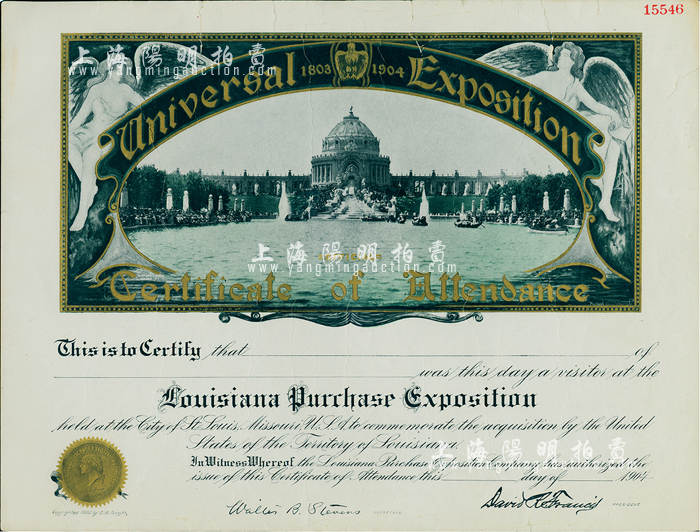 15546
Universal 1803 1904 Exposition
上海陽明拍賣
www.yangmingauction.com
上海陽明拍賣
www.yangmingauction.com
Certificate of Attendance
This is to Certify that of
was this day a visitor at the
Louisiana Purchase Exposition
held at the City of St. Louis, Missouri, U.S.A. to commemorate the acquisition by the United
States of the Territory of Louisiana.
上海陽明拍賣
www.yangmingauction.com
In Witness Whereof the Louisiana Purchase Exposition Company has authorized the
issue of this Certificate of Attendance this day of 1904
Walter B. Stevens
SECRETARY
David R. Francis
PRESIDENT